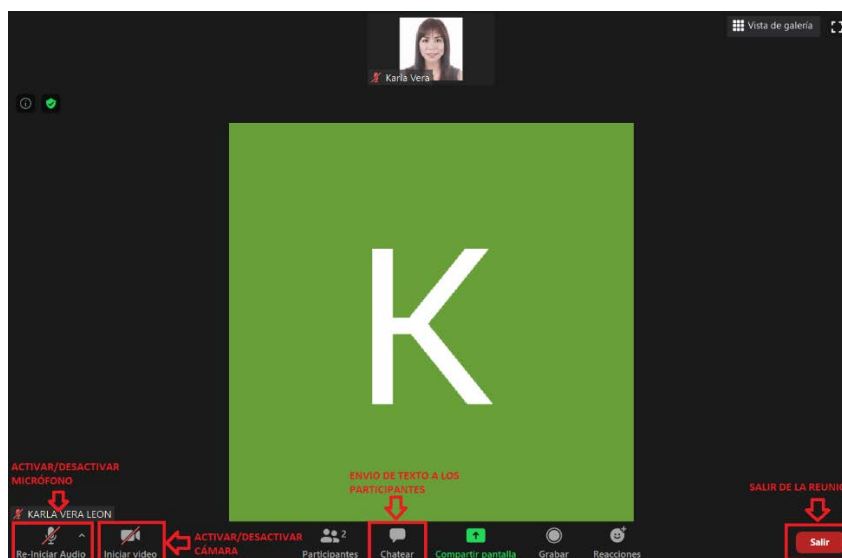 Vista de galería
Karla Vera
K
ACTIVAR/DESACTIVAR
MICRÓFONO
ENVIO DE TEXTO A LOS
PARTICIPANTES
SALIR DE LA REUNIO
KARLA VERA LEON
ACTIVAR/DESACTIVAR
CÁMARA
2
Re-Iniciar Audio
Iniciar video
Participantes
Chatear
Compartir pantalla
Grabar
Reacciones
Salir